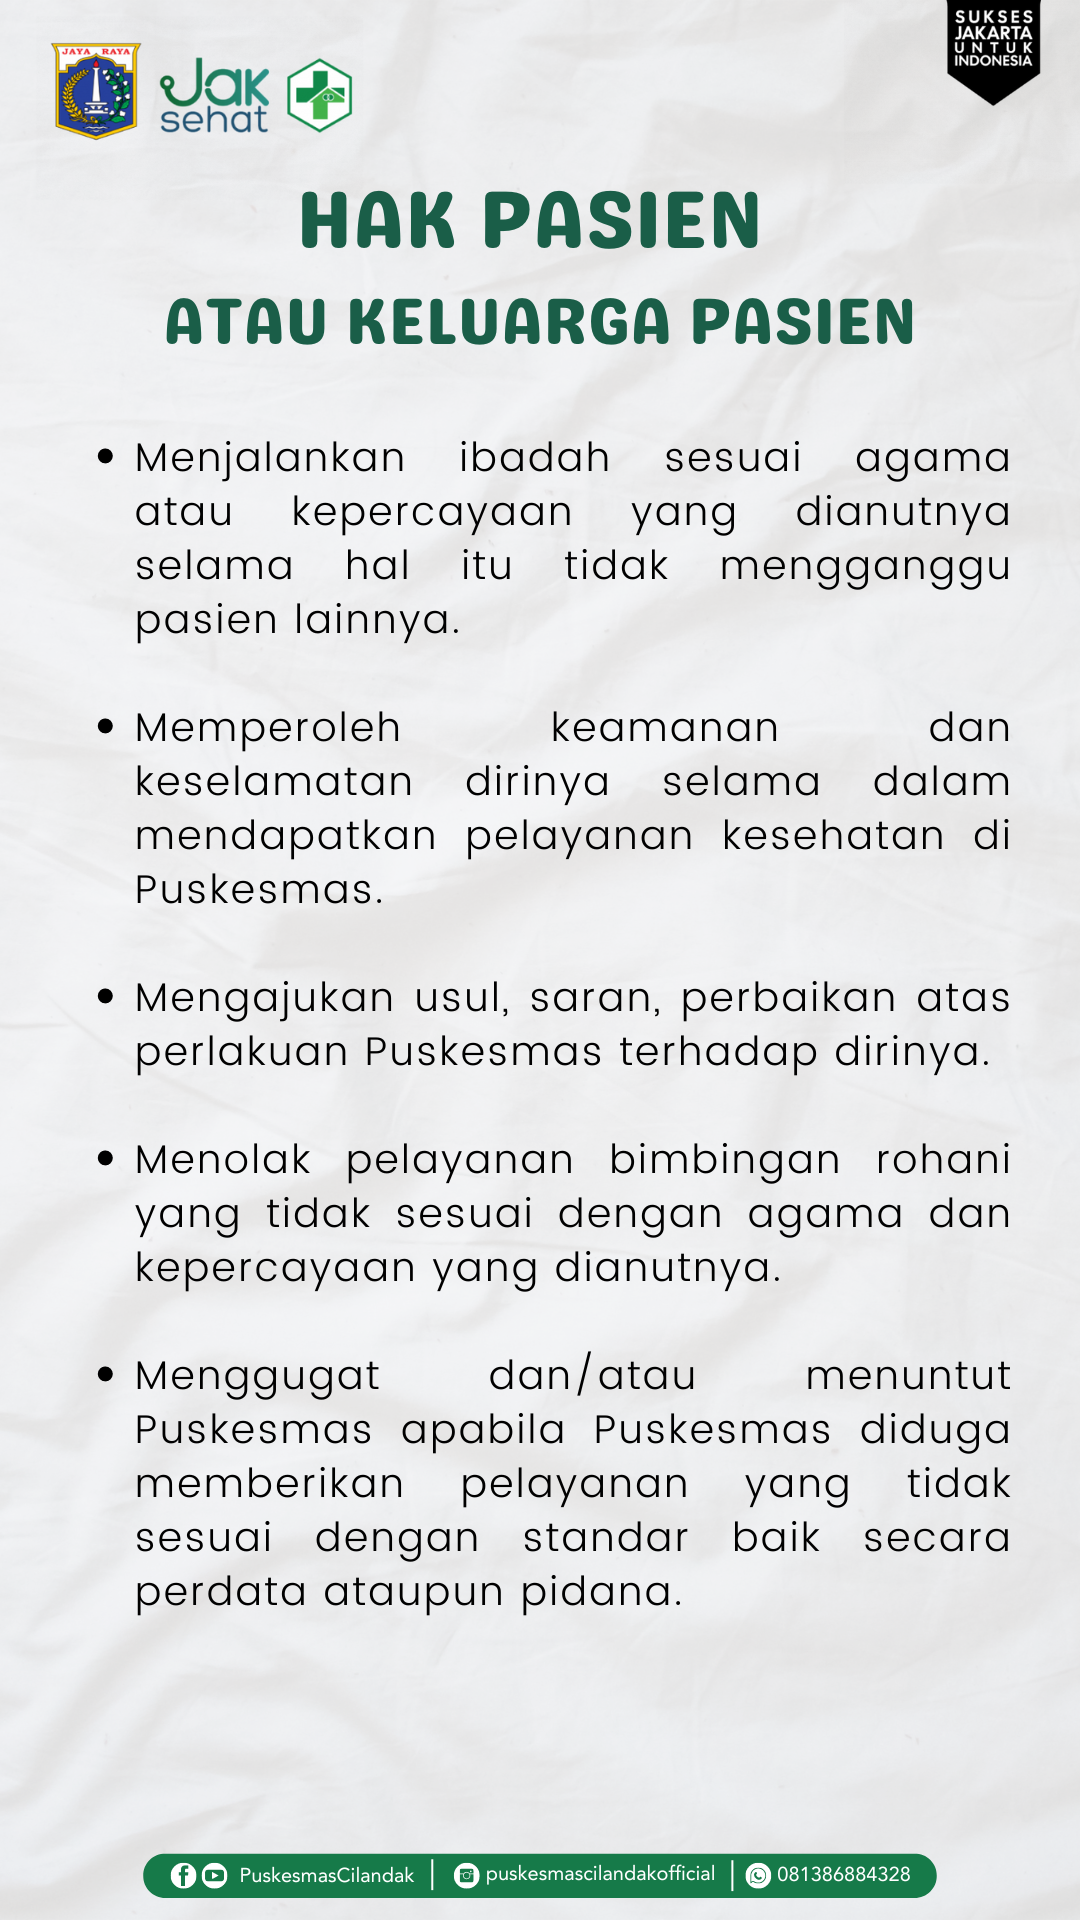 JAYA RAYA
Jak
sehat
SUKSES
JAKARTA
UNTUK
INDONESIA
HAK PASIEN
ATAU KELUARGA PASIEN
• Menjalankan ibadah sesuai agama
atau kepercayaan yang dianutnya
selama hal itu tidak mengganggu
pasien lainnya.
• Memperoleh keamanan dan
keselamatan dirinya selama dalam
mendapatkan pelayanan kesehatan di
Puskesmas.
• Mengajukan usul, saran, perbaikan atas
perlakuan Puskesmas terhadap dirinya.
• Menolak pelayanan bimbingan rohani
yang tidak sesuai dengan agama dan
kepercayaan yang dianutnya.
• Menggugat dan/atau menuntut
Puskesmas apabila Puskesmas diduga
memberikan pelayanan yang tidak
sesuai dengan standar baik secara
perdata ataupun pidana.
PuskesmasCilandak | puskesmascilandakofficial | 081386884328